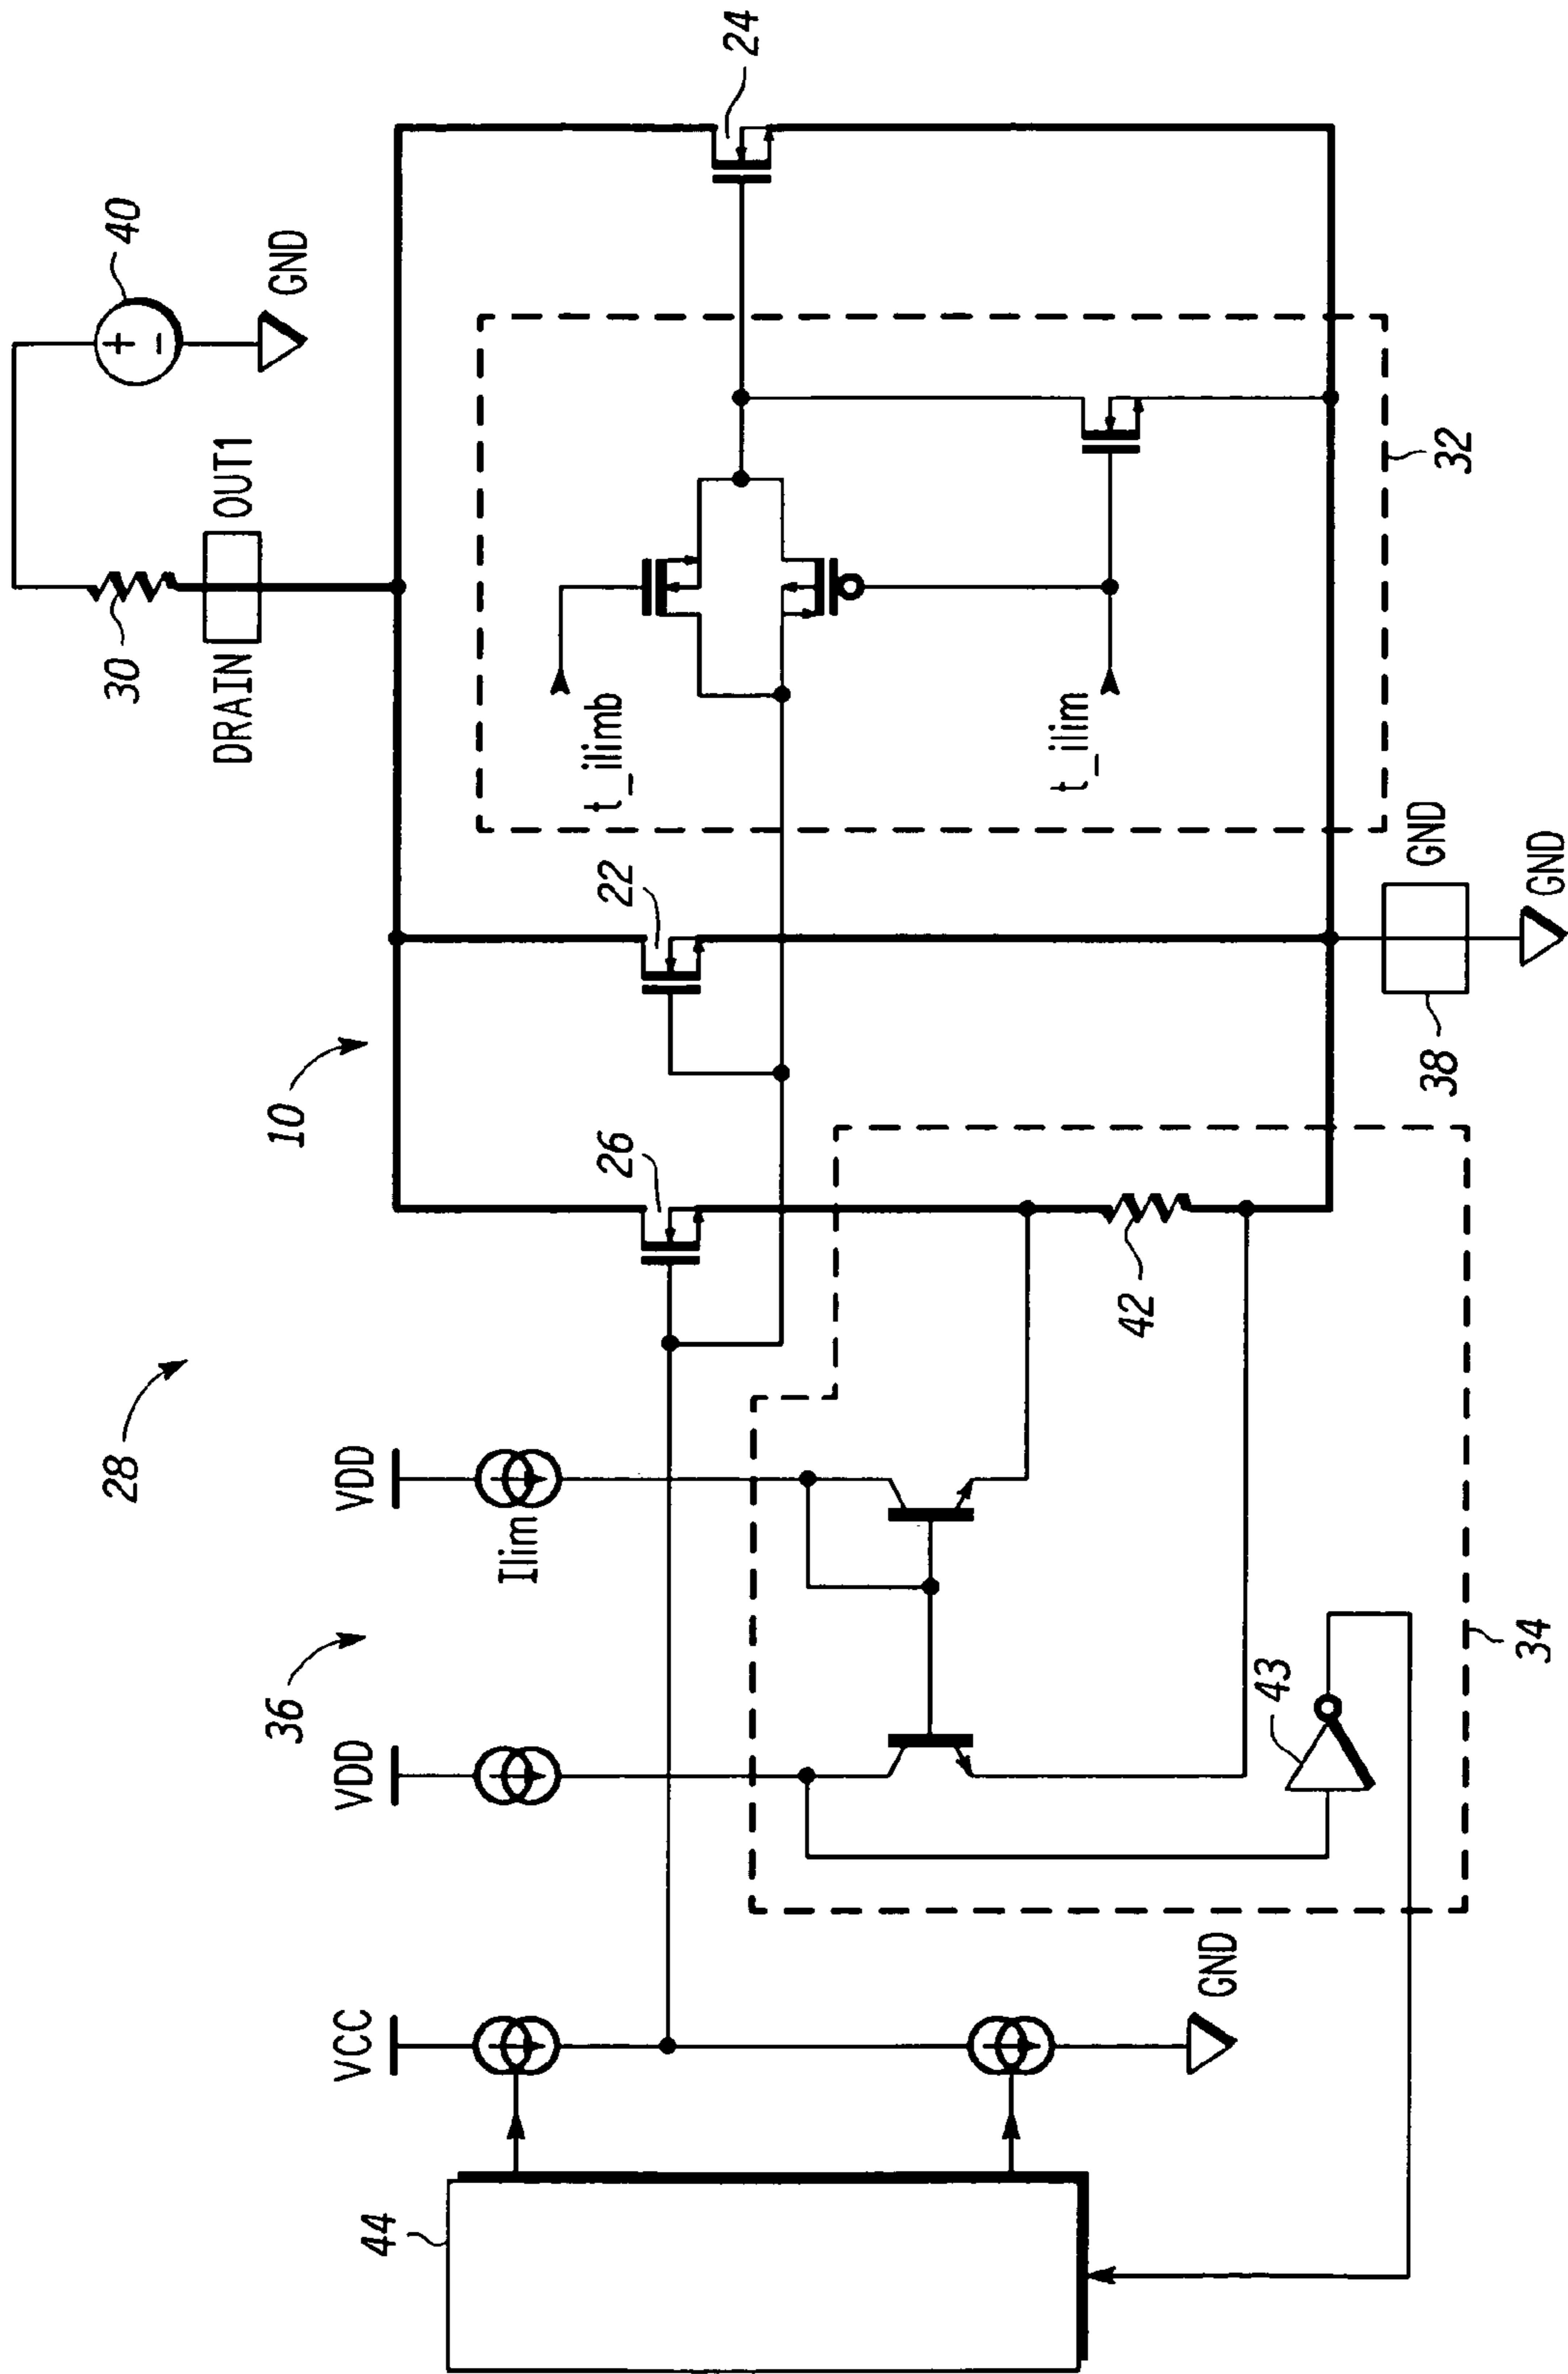 28
36
10
44
VCC
VDD
VDD
Ilim
26
22
30
DRAIN
OUT1
40
GND
24
t_ilimb
t_ilim
32
42
43
34
GND
38
GND
GND
+
−